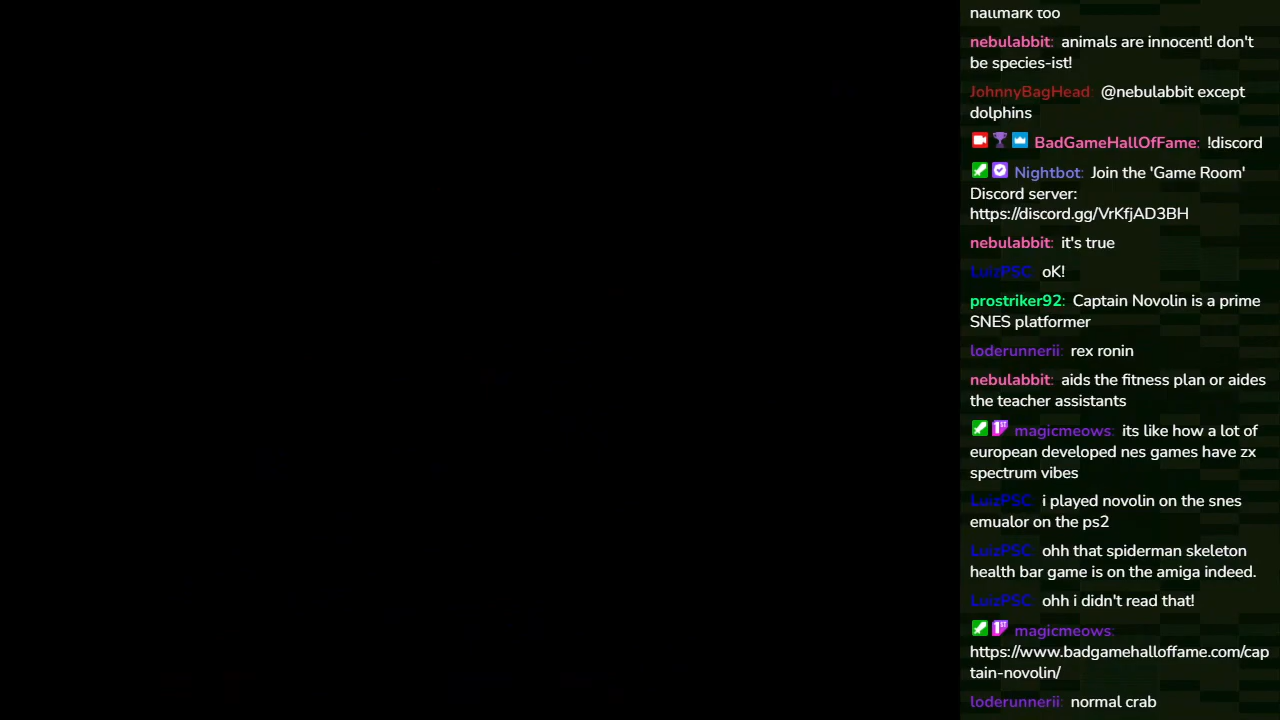 hallmark too
nebulabbit: animals are innocent! don't
be species-ist!
JohnnyBagHead: @nebulabbit except
dolphins
BadGameHallOfFame: !discord
Nightbot: Join the 'Game Room'
Discord server:
https://discord.gg/VrKfjAD3BH
nebulabbit: it's true
LuizPSC: oK!
prostriker92: Captain Novolin is a prime
SNES platformer
loderunnerii: rex ronin
nebulabbit: aids the fitness plan or aides
the teacher assistants
magicmeows: its like how a lot of
european developed nes games have zx
spectrum vibes
LuizPSC: i played novolin on the snes
emualor on the ps2
LuizPSC: ohh that spiderman skeleton
health bar game is on the amiga indeed.
LuizPSC: ohh i didn't read that!
magicmeows:
https://www.badgamehalloffame.com/cap
tain-novolin/
loderunnerii: normal crab